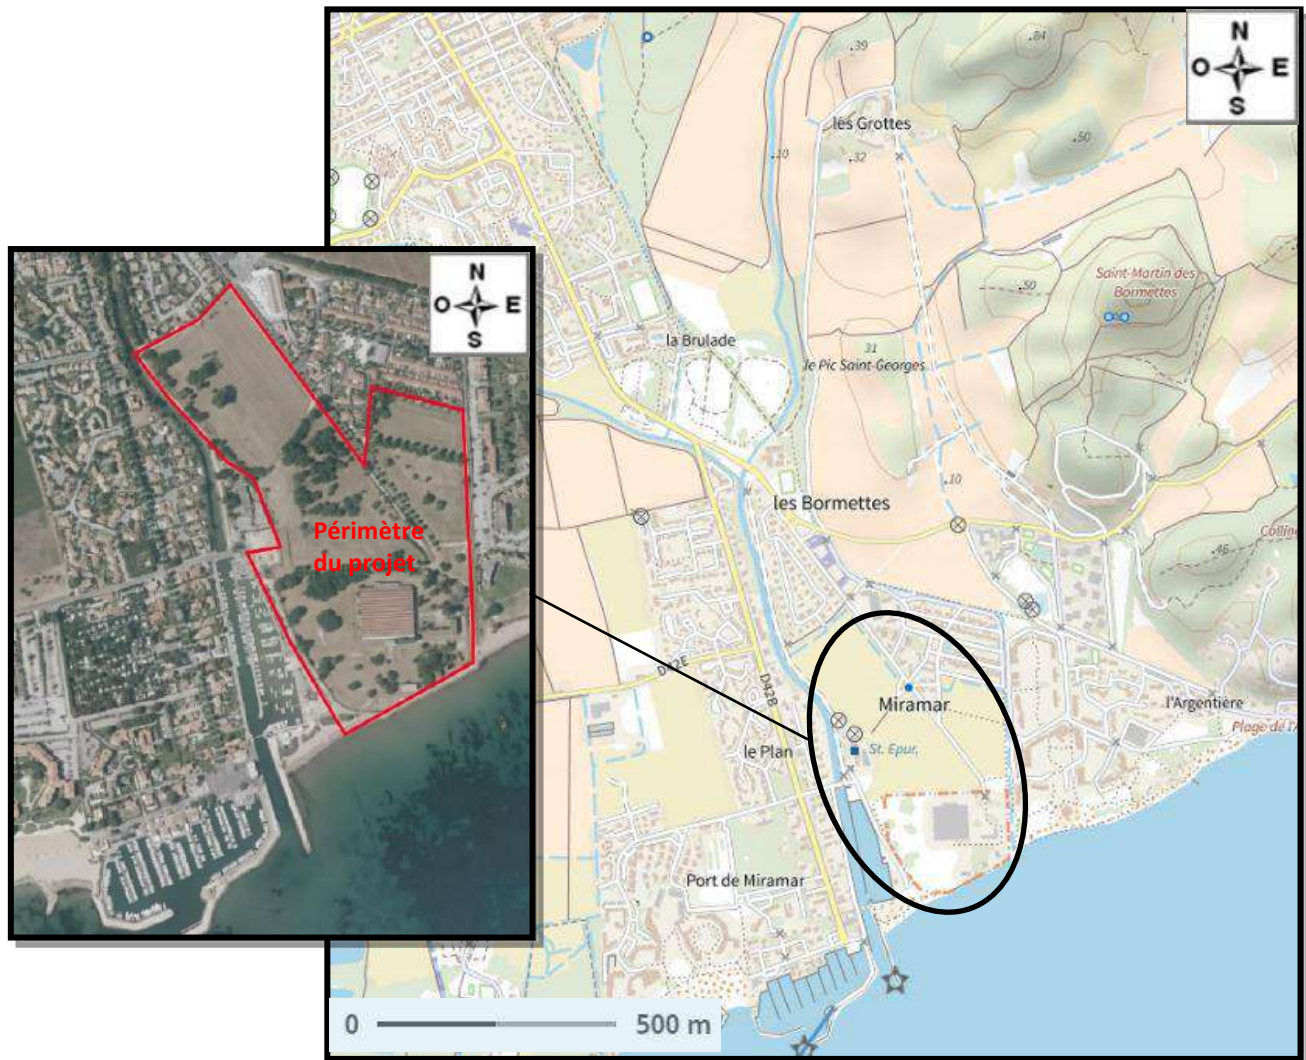 N
O E
S
.39
.84
les Grottes
.10
.32
.50
Saint-Martin des
Bormettes
.50
la Brulade
31
le Pic Saint-Georges
les Bormettes
.10
.46
D42E
D42B
Miramar
le Plan
St. Epur.
l'Argentière
Port de Miramar
0 500 m
N
O E
S
Périmètre
du projet